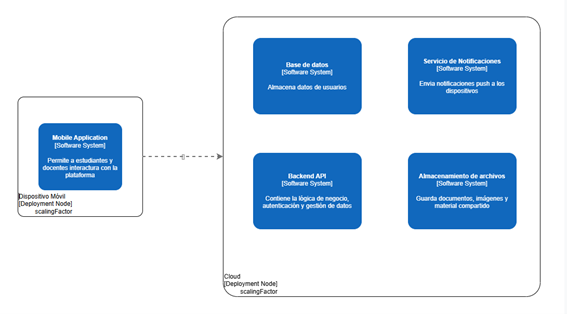 Mobile Application
[Software System]
Permite a estudiantes y
docentes interactura con la
plataforma
Dispositivo Móvil
[Deployment Node]
scalingFactor
Base de datos
[Software System]
Almacena datos de usuarios
Servicio de Notificaciones
[Software System]
Envia notificaciones push a los
dispositivos
Backend API
[Software System]
Contiene la lógica de negocio,
autenticación y gestión de datos
Almacenamiento de archivos
[Software System]
Guarda documentos, imágenes y
material compartido
Cloud
[Deployment Node]
scalingFactor